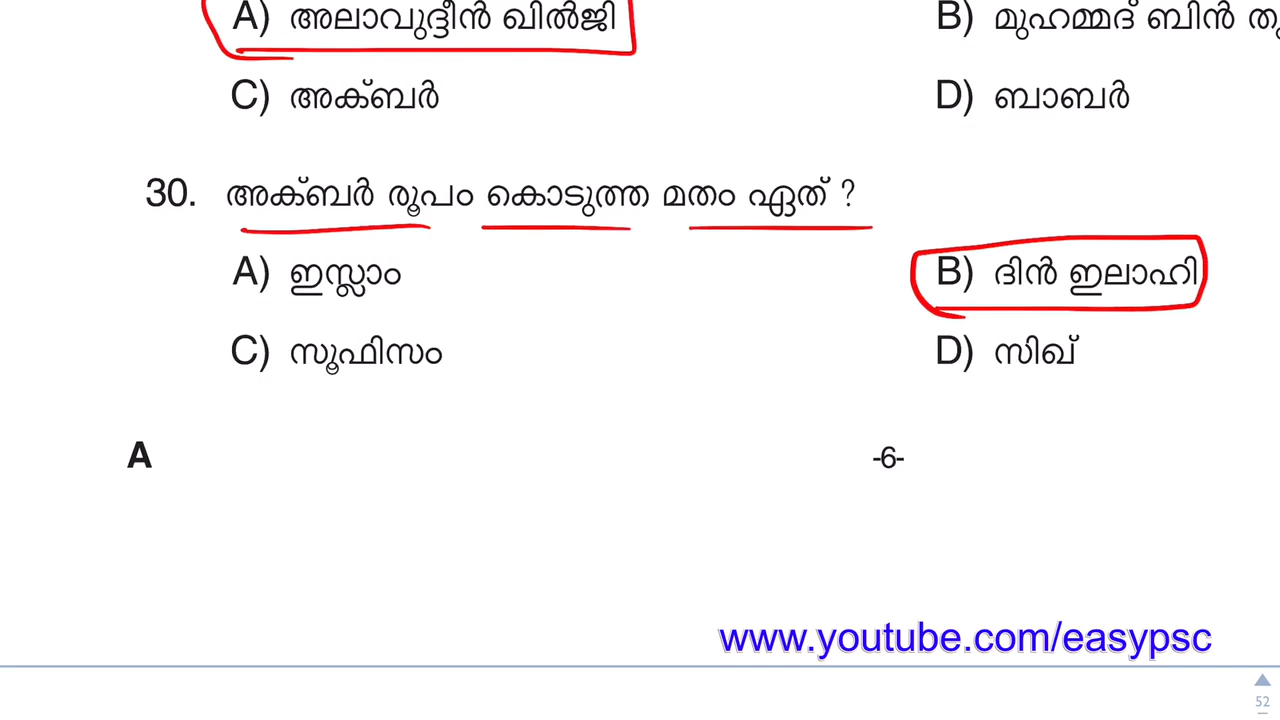 A) അലാവുദ്ദീൻ ഖിൽജി B) മുഹമ്മദ് ബിൻ
C) അക്ബർ D) ബാബർ
30. അക്ബർ രൂപം കൊടുത്ത മതം ഏത് ?
A) ഇസ്ലാം B) ദിൻ ഇലാഹി
C) സൂഫിസം D) സിഖ്
A -6-
www.youtube.com/easypsc
52